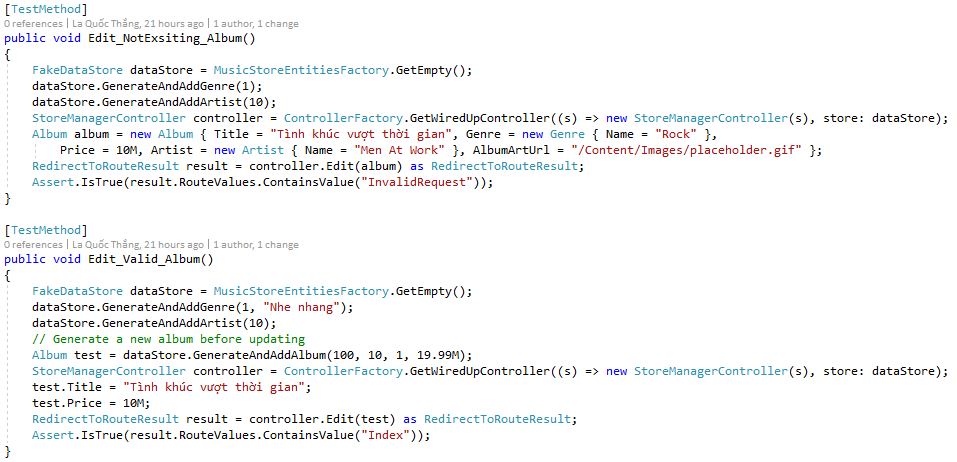 [TestMethod]
0 references | La Quốc Thắng, 21 hours ago | 1 author, 1 change
public void Edit_NotExsiting_Album()
{
    FakeDataStore dataStore = MusicStoreEntitiesFactory.GetEmpty();
    dataStore.GenerateAndAddGenre(1);
    dataStore.GenerateAndAddArtist(10);
    StoreManagerController controller = ControllerFactory.GetWiredUpController((s) => new StoreManagerController(s), store: dataStore);
    Album album = new Album { Title = "Tình khúc vượt thời gian", Genre = new Genre { Name = "Rock" },
        Price = 10M, Artist = new Artist { Name = "Men At Work" }, AlbumArtUrl = "/Content/Images/placeholder.gif" };
    RedirectToRouteResult result = controller.Edit(album) as RedirectToRouteResult;
    Assert.IsTrue(result.RouteValues.ContainsValue("InvalidRequest"));
}
[TestMethod]
0 references | La Quốc Thắng, 21 hours ago | 1 author, 1 change
public void Edit_Valid_Album()
{
    FakeDataStore dataStore = MusicStoreEntitiesFactory.GetEmpty();
    dataStore.GenerateAndAddGenre(1, "Nhe nhang");
    dataStore.GenerateAndAddArtist(10);
    // Generate a new album before updating
    Album test = dataStore.GenerateAndAddAlbum(100, 10, 1, 19.99M);
    StoreManagerController controller = ControllerFactory.GetWiredUpController((s) => new StoreManagerController(s), store: dataStore);
    test.Title = "Tình khúc vượt thời gian";
    test.Price = 10M;
    RedirectToRouteResult result = controller.Edit(test) as RedirectToRouteResult;
    Assert.IsTrue(result.RouteValues.ContainsValue("Index"));
}